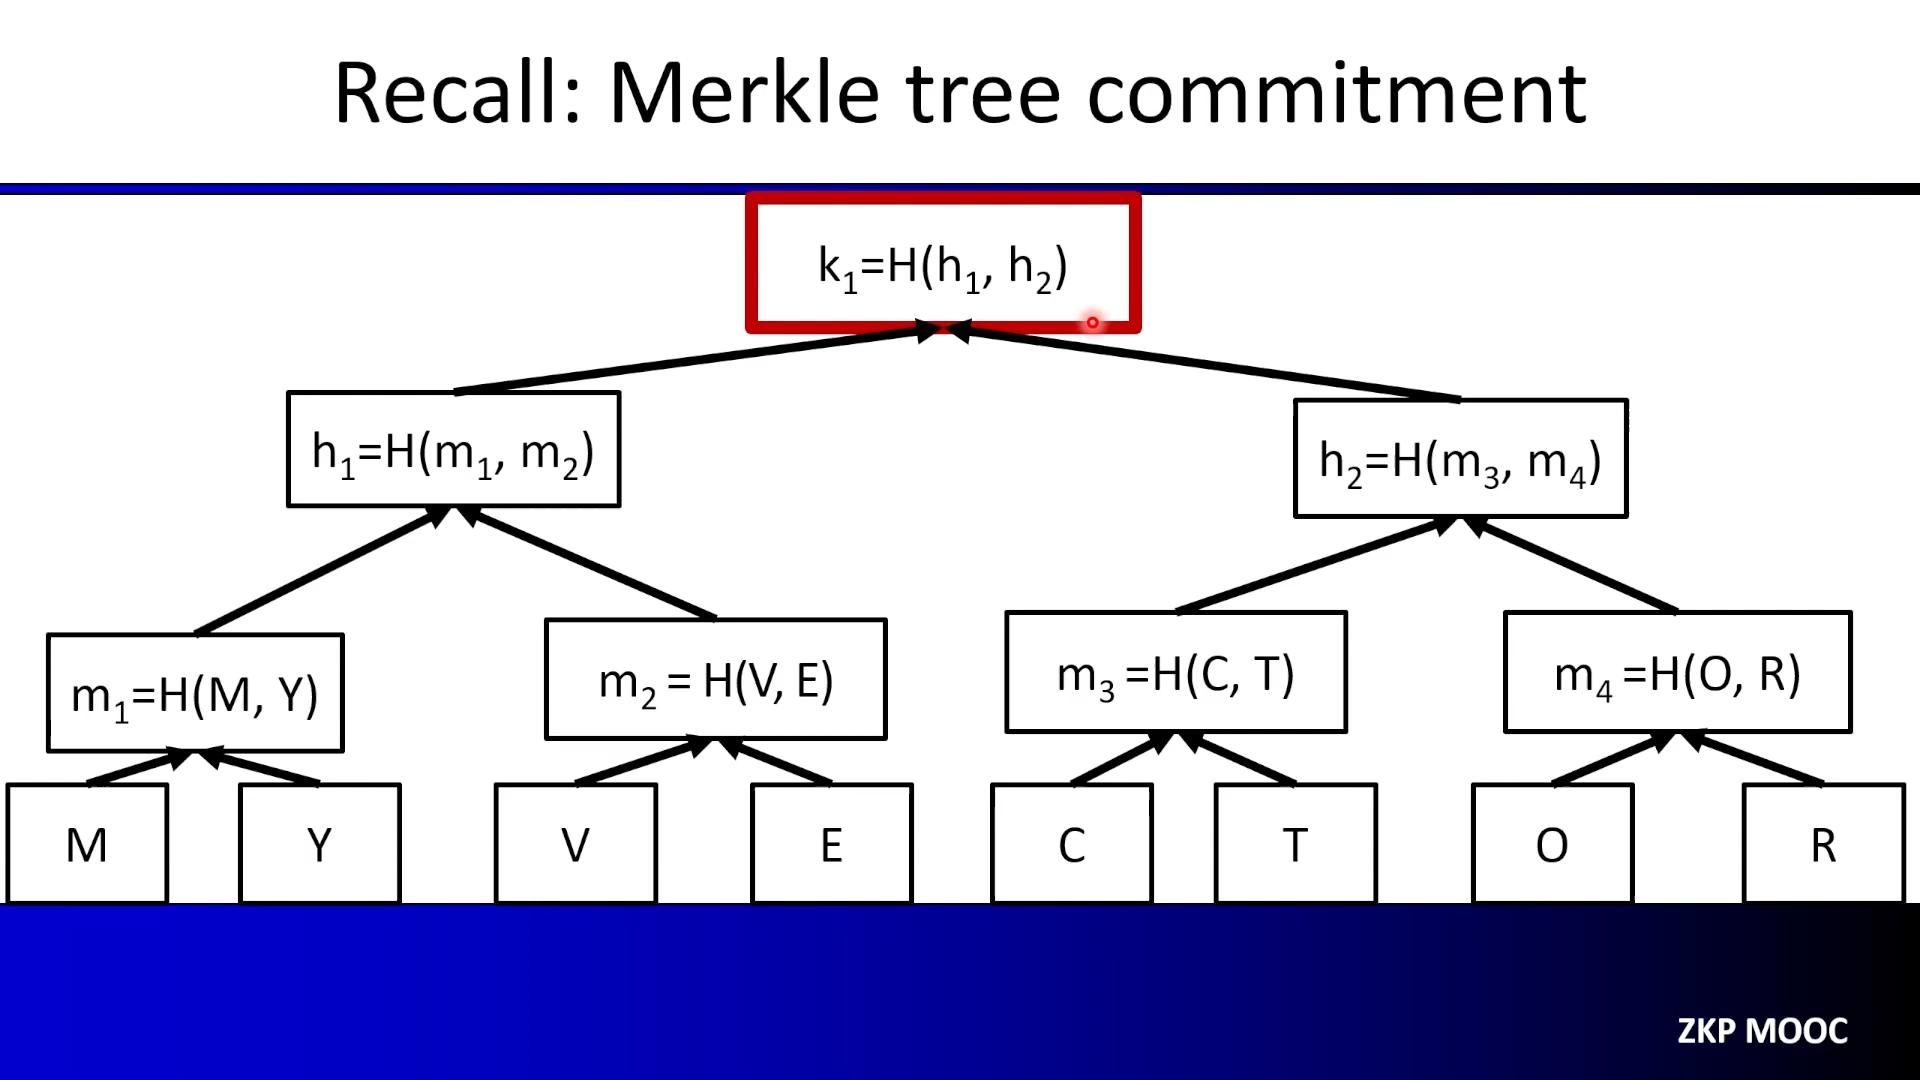 Recall: Merkle tree commitment
k₁=H(h₁, h₂)
h₁=H(m₁, m₂)
h₂=H(m₃, m₄)
m₁=H(M, Y)
m₂ = H(V, E)
m₃ =H(C, T)
m₄ =H(O, R)
M
Y
V
E
C
T
O
R
ZKP MOOC